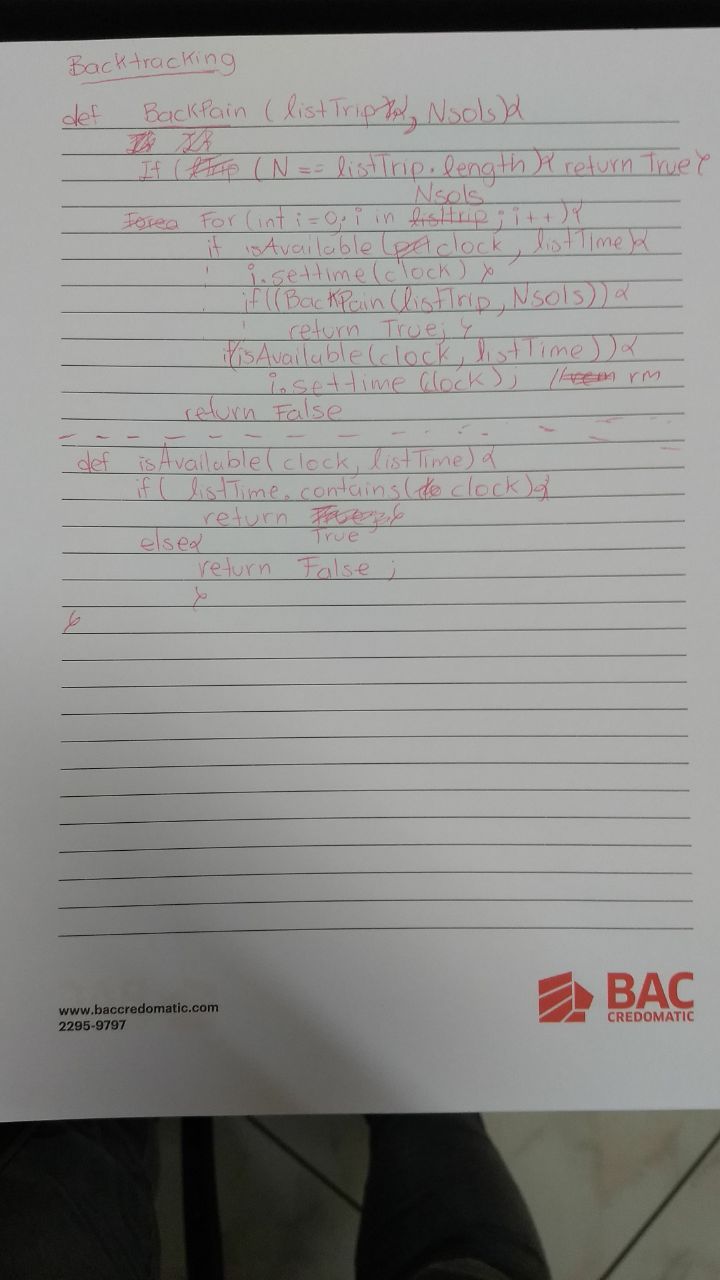 Backtracking
def BackPain (listTrip, Nsols){
If (N == listTrip.length){ return True}
Nsols
For (int i=0; i in listtrip; i++){
if isAvailable (clock, listTime){
i.settime(clock) }
if((BackPain(listTrip, Nsols)){
return True; }
if(isAvailable(clock, listTime)){
i.settime (clock); // rm
return False
def isAvailable( clock, listTime){
if( listTime.contains( clock){
return
True
else{
return False ;
}
}
www.baccredomatic.com
2295-9797
BAC
CREDOMATIC